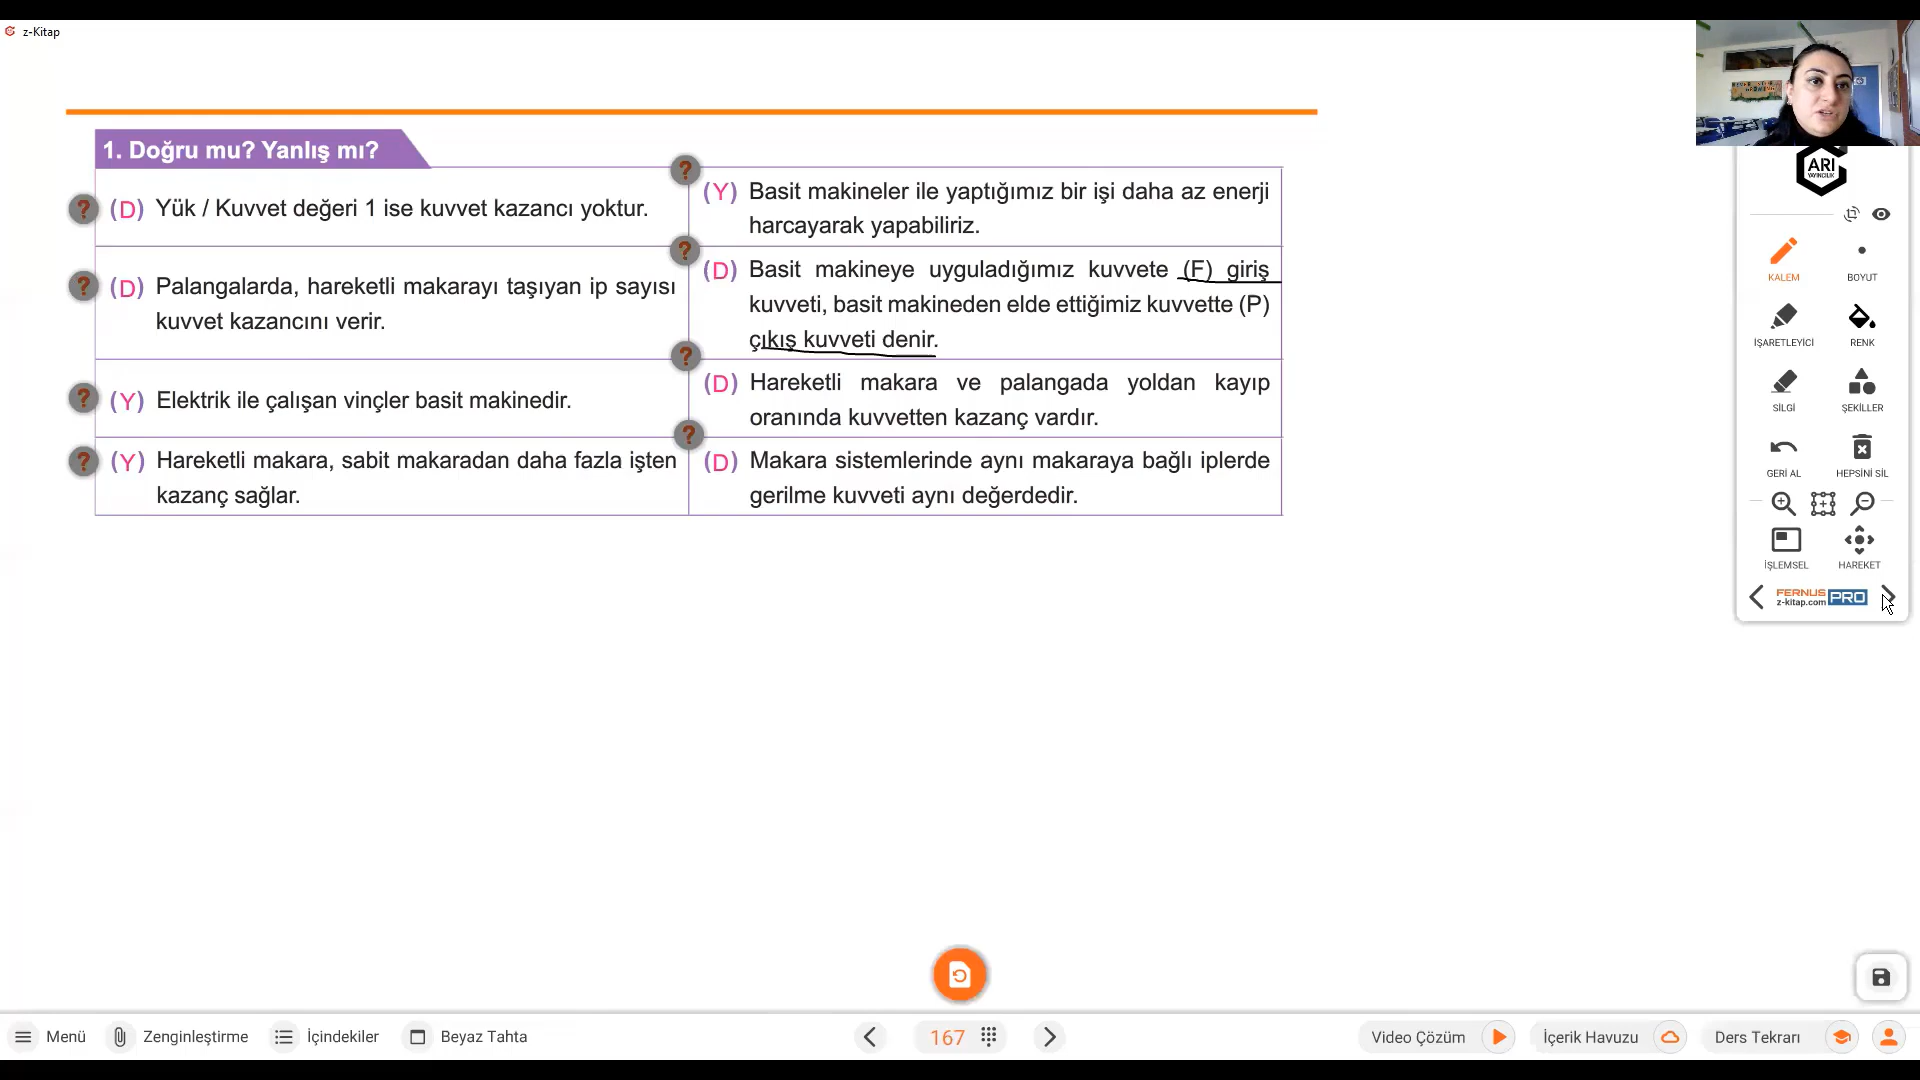 z-Kitap
1. Doğru mu? Yanlış mı?
? (D) Yük / Kuvvet değeri 1 ise kuvvet kazancı yoktur.
? (D) Palangalarda, hareketli makarayı taşıyan ip sayısı
kuvvet kazancını verir.
? (Y) Elektrik ile çalışan vinçler basit makinedir.
? (Y) Hareketli makara, sabit makaradan daha fazla işten
kazanç sağlar.
? (Y) Basit makineler ile yaptığımız bir işi daha az enerji
harcayarak yapabiliriz.
? (D) Basit makineye uyguladığımız kuvvete (F) giriş
kuvveti, basit makineden elde ettiğimiz kuvvette (P)
çıkış kuvveti denir.
? (D) Hareketli makara ve palangada yoldan kayıp
oranında kuvvetten kazanç vardır.
? (D) Makara sistemlerinde aynı makaraya bağlı iplerde
gerilme kuvveti aynı değerdedir.
ARI
YAYINCILIK
KALEM BOYUT
İŞARETLEYİCİ RENK
SİLGİ ŞEKİLLER
GERİ AL HEPSİNİ SİL
İŞLEMSEL HAREKET
FERNUS
z-kitap.com PRO
Menü Zenginleştirme İçindekiler Beyaz Tahta 167 Video Çözüm İçerik Havuzu Ders Tekrarı